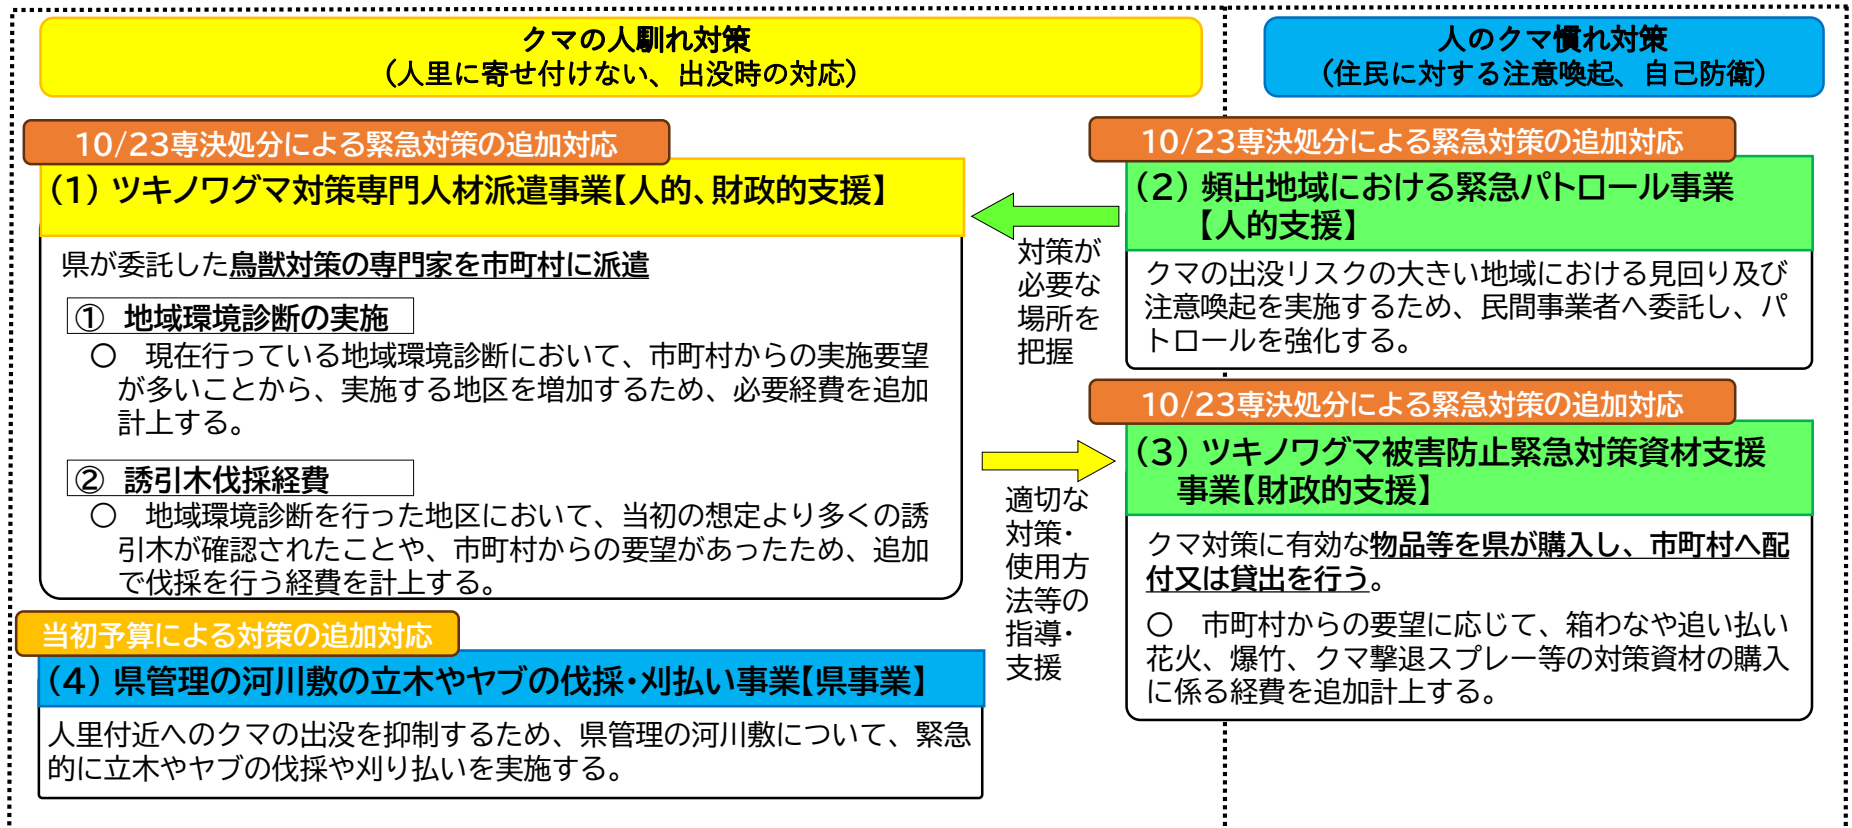 クマの人馴れ対策
（人里に寄せ付けない、出没時の対応）
人のクマ慣れ対策
（住民に対する注意喚起、自己防衛）
10/23専決処分による緊急対策の追加対応
（1）ツキノワグマ対策専門人材派遣事業【人的、財政的支援】
県が委託した鳥獣対策の専門家を市町村に派遣
① 地域環境診断の実施
○　現在行っている地域環境診断において、市町村からの実施要望
が多いことから、実施する地区を増加するため、必要経費を追加
計上する。
② 誘引木伐採経費
○　地域環境診断を行った地区において、当初の想定より多くの誘
引木が確認されたことや、市町村からの要望があったため、追加
で伐採を行う経費を計上する。
当初予算による対策の追加対応
（4）県管理の河川敷の立木やヤブの伐採・刈払い事業【県事業】
人里付近へのクマの出没を抑制するため、県管理の河川敷について、緊急
的に立木やヤブの伐採や刈り払いを実施する。
対策が
必要な
場所を
把握
適切な
対策・
使用方
法等の
指導・
支援
10/23専決処分による緊急対策の追加対応
（2）頻出地域における緊急パトロール事業
【人的支援】
クマの出没リスクの大きい地域における見回り及び
注意喚起を実施するため、民間事業者へ委託し、パ
トロールを強化する。
10/23専決処分による緊急対策の追加対応
（3）ツキノワグマ被害防止緊急対策資材支援
事業【財政的支援】
クマ対策に有効な物品等を県が購入し、市町村へ配
付又は貸出を行う。
○　市町村からの要望に応じて、箱わなや追い払い
花火、爆竹、クマ撃退スプレー等の対策資材の購入
に係る経費を追加計上する。